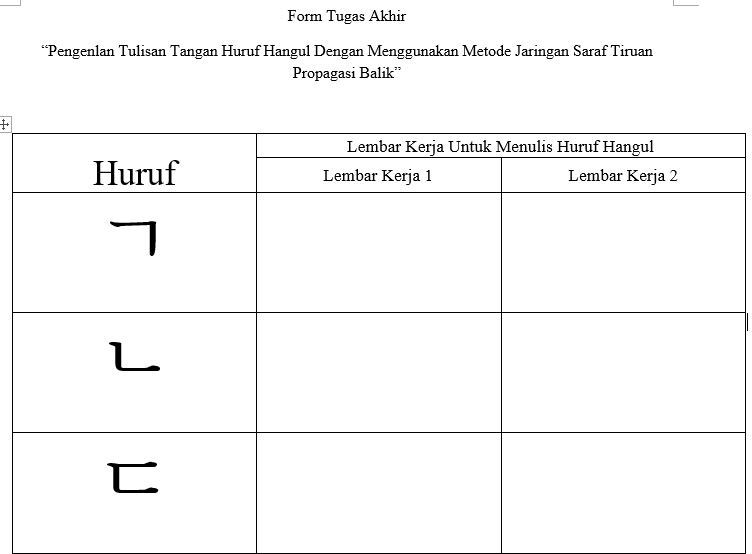 Form Tugas Akhir
“Pengenlan Tulisan Tangan Huruf Hangul Dengan Menggunakan Metode Jaringan Saraf Tiruan
Propagasi Balik”
Huruf
Lembar Kerja Untuk Menulis Huruf Hangul
Lembar Kerja 1
Lembar Kerja 2
ㄱ
ㄴ
ㄷ